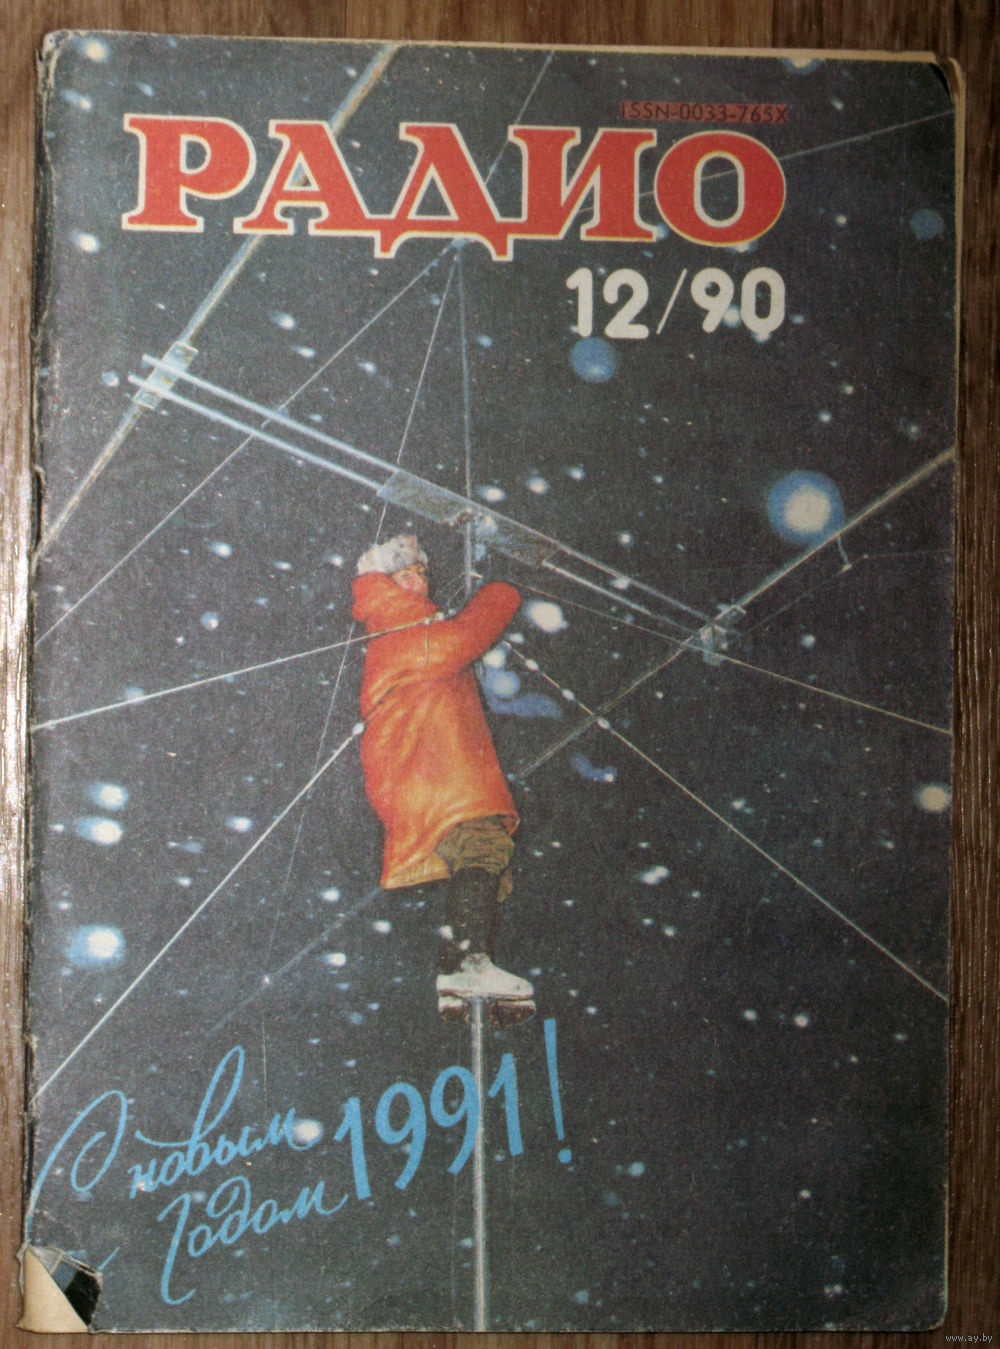 ISSN-0033-765X
РАДИО
12/90
С новым
годом 1991!
www.ay.by